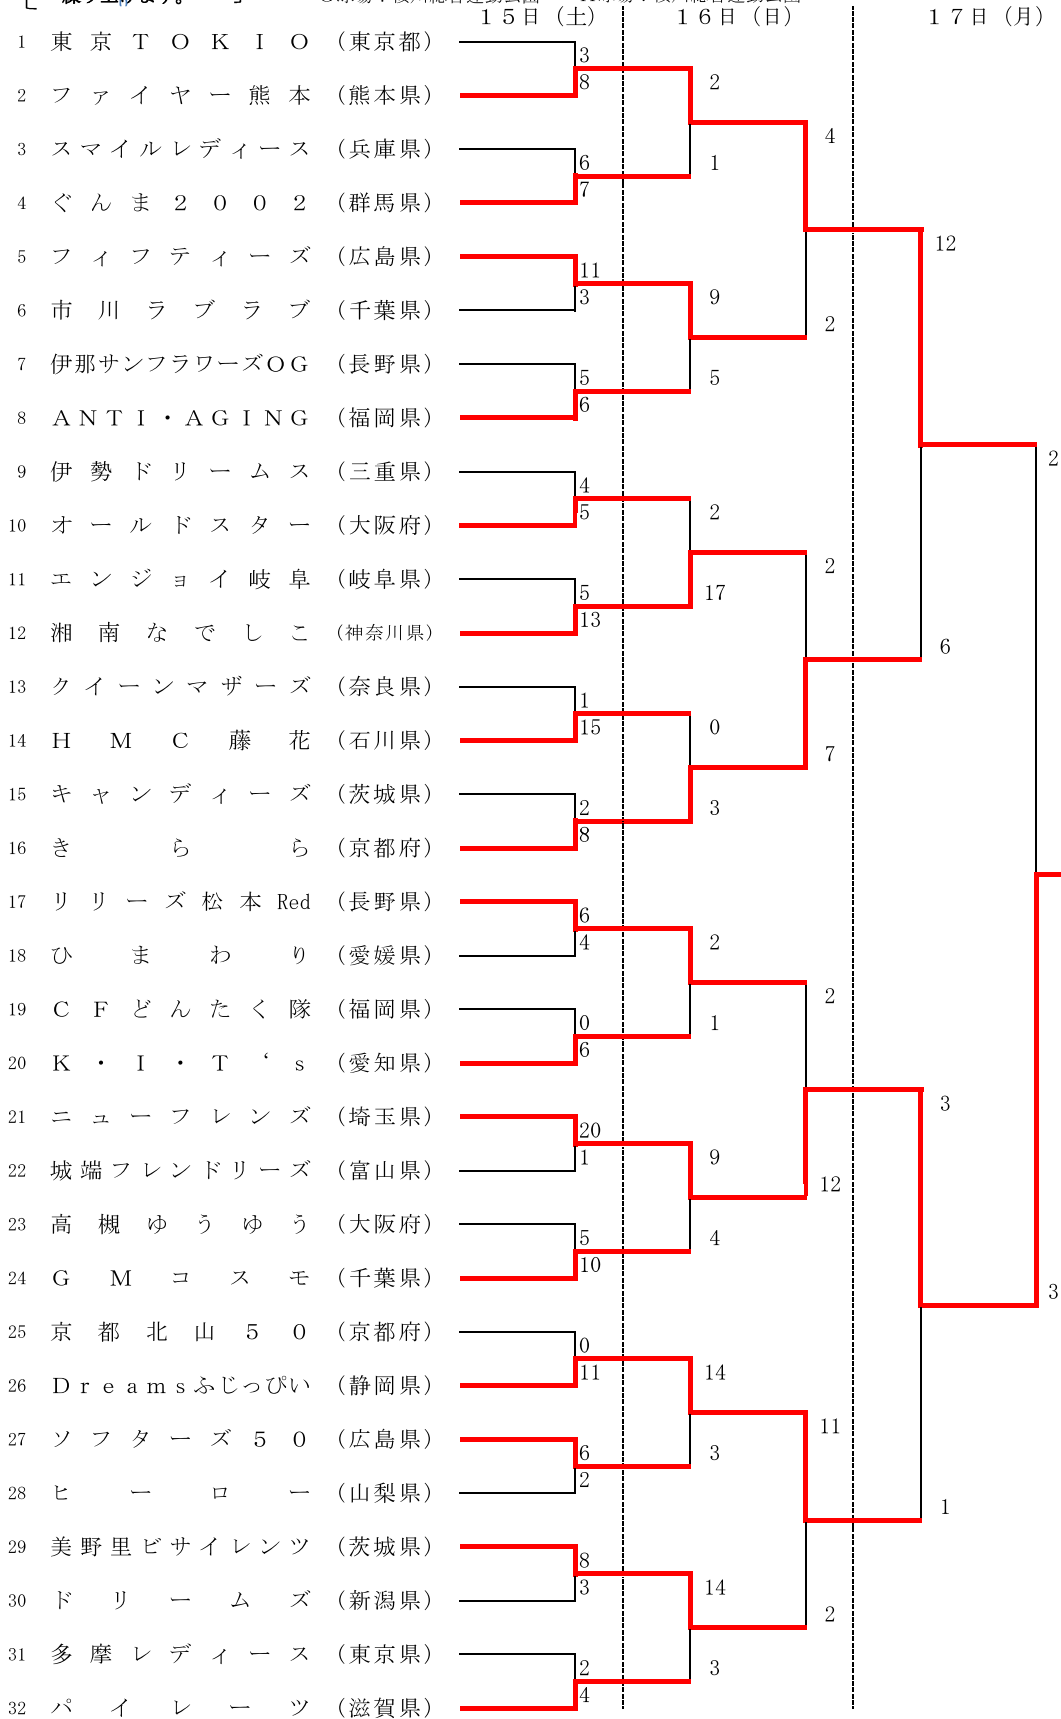 １５日（土） １６日（日） １７日（月）
1 東京ＴＯＫＩＯ （東京都）
3
8 2
2 ファイヤー熊本 （熊本県）
4
3 スマイルレディース （兵庫県）
6 1
7
4 ぐんま２００２ （群馬県）
12
5 フィフティーズ （広島県）
11
3 9
6 市川ラブラブ （千葉県）
2
7 伊那サンフラワーズOG （長野県）
5 5
6
8 ＡＮＴＩ・ＡＧＩＮＧ （福岡県）
2
9 伊勢ドリームス （三重県）
4
5 2
10 オールドスター （大阪府）
2
11 エンジョイ岐阜 （岐阜県）
5 17
13
12 湘南なでしこ （神奈川県）
6
13 クイーンマザーズ （奈良県）
1
15 0
14 ＨＭＣ藤花 （石川県）
7
15 キャンディーズ （茨城県）
2 3
8
16 きらら （京都府）
17 リリーズ松本Red （長野県）
6
4 2
18 ひまわり （愛媛県）
2
19 ＣＦどんたく隊 （福岡県）
0 1
6
20 Ｋ・Ｉ・Ｔ‘ｓ （愛知県）
3
21 ニューフレンズ （埼玉県）
20
1 9
22 城端フレンドリーズ （富山県）
12
23 高槻ゆうゆう （大阪府）
5 4
10
24 ＧＭコスモ （千葉県）
3
25 京都北山５０ （京都府）
0
11 14
26 Ｄｒｅａｍｓふじっぴい （静岡県）
11
27 ソフターズ５０ （広島県）
6 3
2
28 ヒーロー （山梨県）
1
29 美野里ビサイレンツ （茨城県）
8
3 14
30 ドリームズ （新潟県）
2
31 多摩レディース （東京県）
2 3
4
32 パイレーツ （滋賀県）